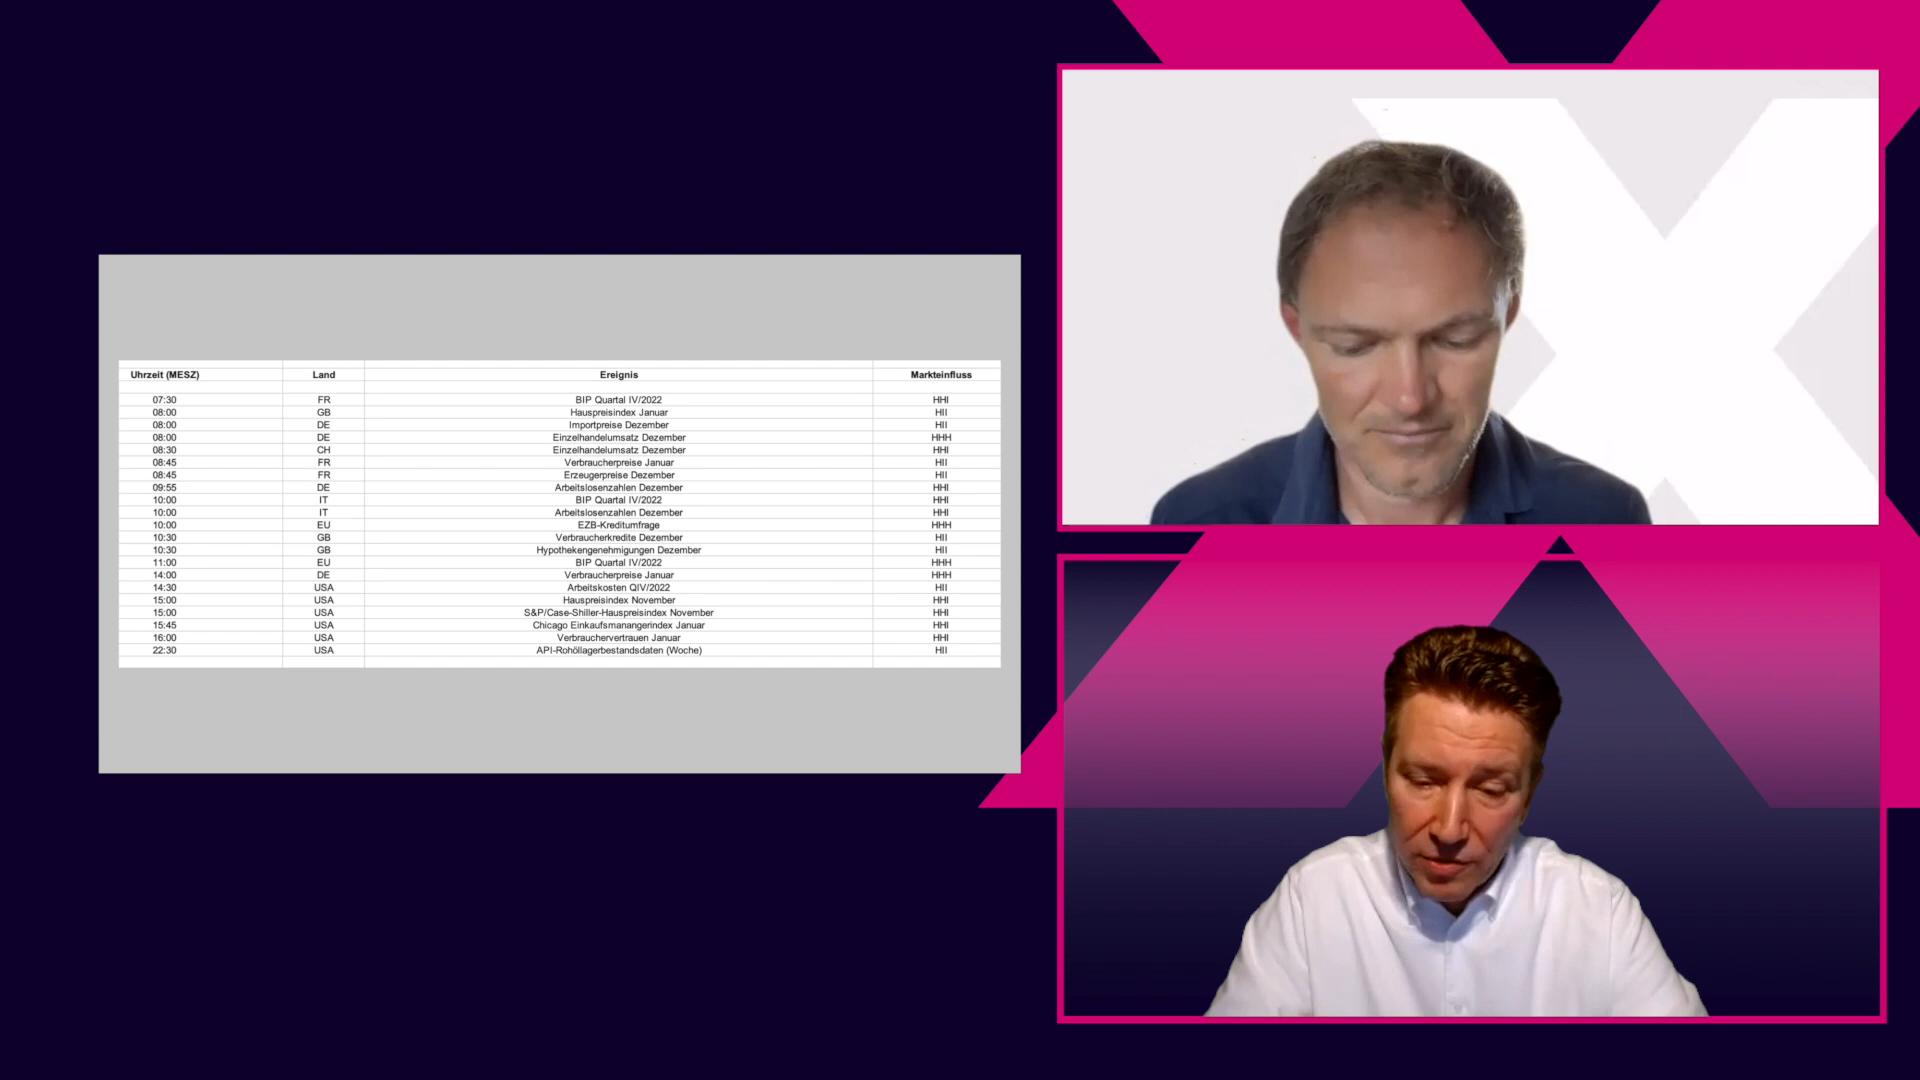 Uhrzeit (MESZ) Land Ereignis Markteinfluss
07:30 FR BIP Quartal IV/2022 HHI
08:00 GB Hauspreisindex Januar HII
08:00 DE Importpreise Dezember HII
08:00 DE Einzelhandelumsatz Dezember HHH
08:30 CH Einzelhandelumsatz Dezember HHI
08:45 FR Verbraucherpreise Januar HII
08:45 FR Erzeugerpreise Dezember HII
09:55 DE Arbeitslosenzahlen Dezember HHI
10:00 IT BIP Quartal IV/2022 HHI
10:00 IT Arbeitslosenzahlen Dezember HHI
10:00 EU EZB-Kreditumfrage HHH
10:30 GB Verbraucherkredite Dezember HII
10:30 GB Hypothekengenehmigungen Dezember HII
11:00 EU BIP Quartal IV/2022 HHH
14:00 DE Verbraucherpreise Januar HHH
14:30 USA Arbeitskosten QIV/2022 HII
15:00 USA Hauspreisindex November HHI
15:00 USA S&P/Case-Shiller-Hauspreisindex November HHI
15:45 USA Chicago Einkaufsmanangerindex Januar HHI
16:00 USA Verbrauchervertrauen Januar HHI
22:30 USA API-Rohöllagerbestandsdaten (Woche) HII